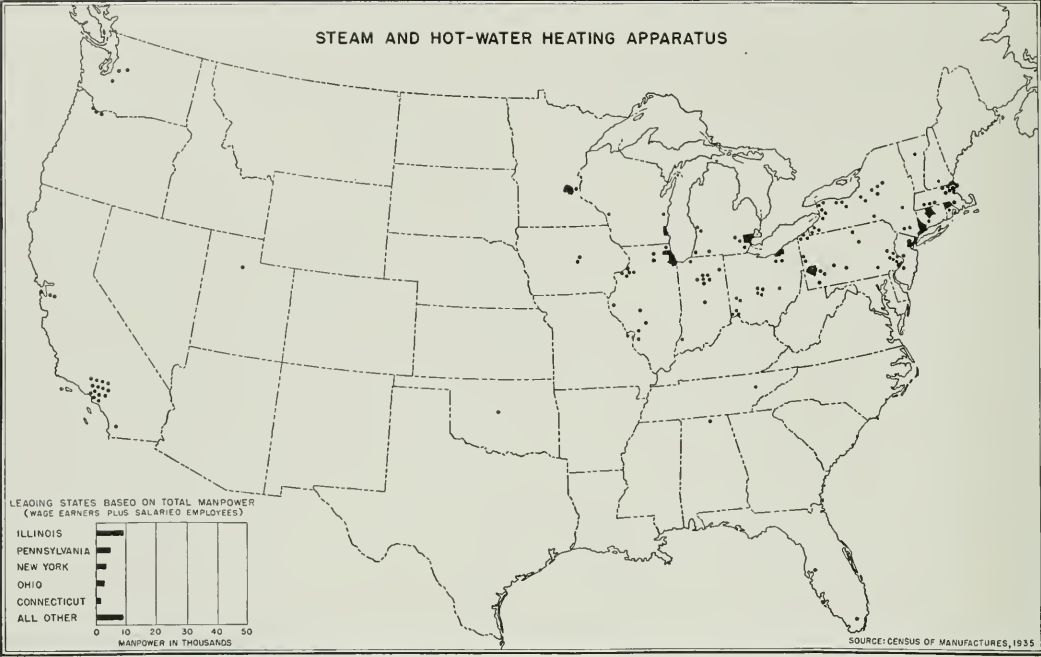 STEAM AND HOT-WATER HEATING APPARATUS
LEADING STATES BASED ON TOTAL MANPOWER
(WAGE EARNERS PLUS SALARIED EMPLOYEES)
ILLINOIS
PENNSYLVANIA
NEW YORK
OHIO
CONNECTICUT
ALL OTHER
0 10 20 30 40 50
MANPOWER IN THOUSANDS
SOURCE: CENSUS OF MANUFACTURES, 1935